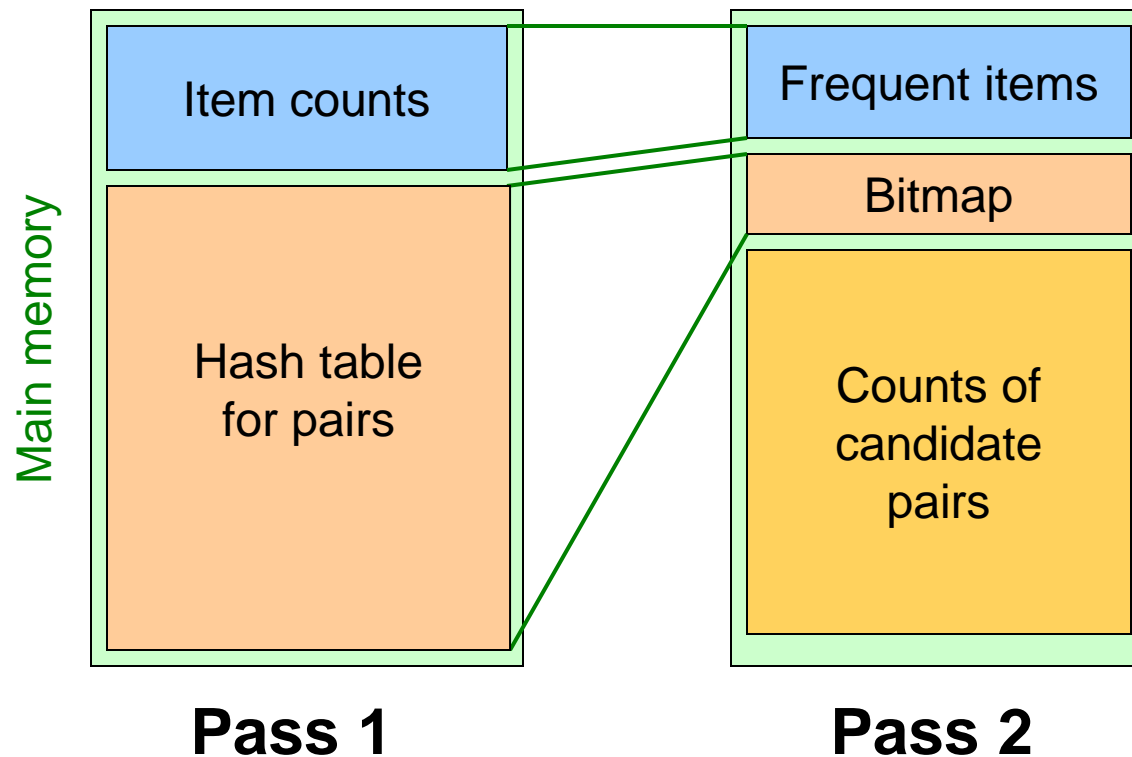 Main memory
Item counts
Hash table
for pairs
Pass 1
Frequent items
Bitmap
Counts of
candidate
pairs
Pass 2